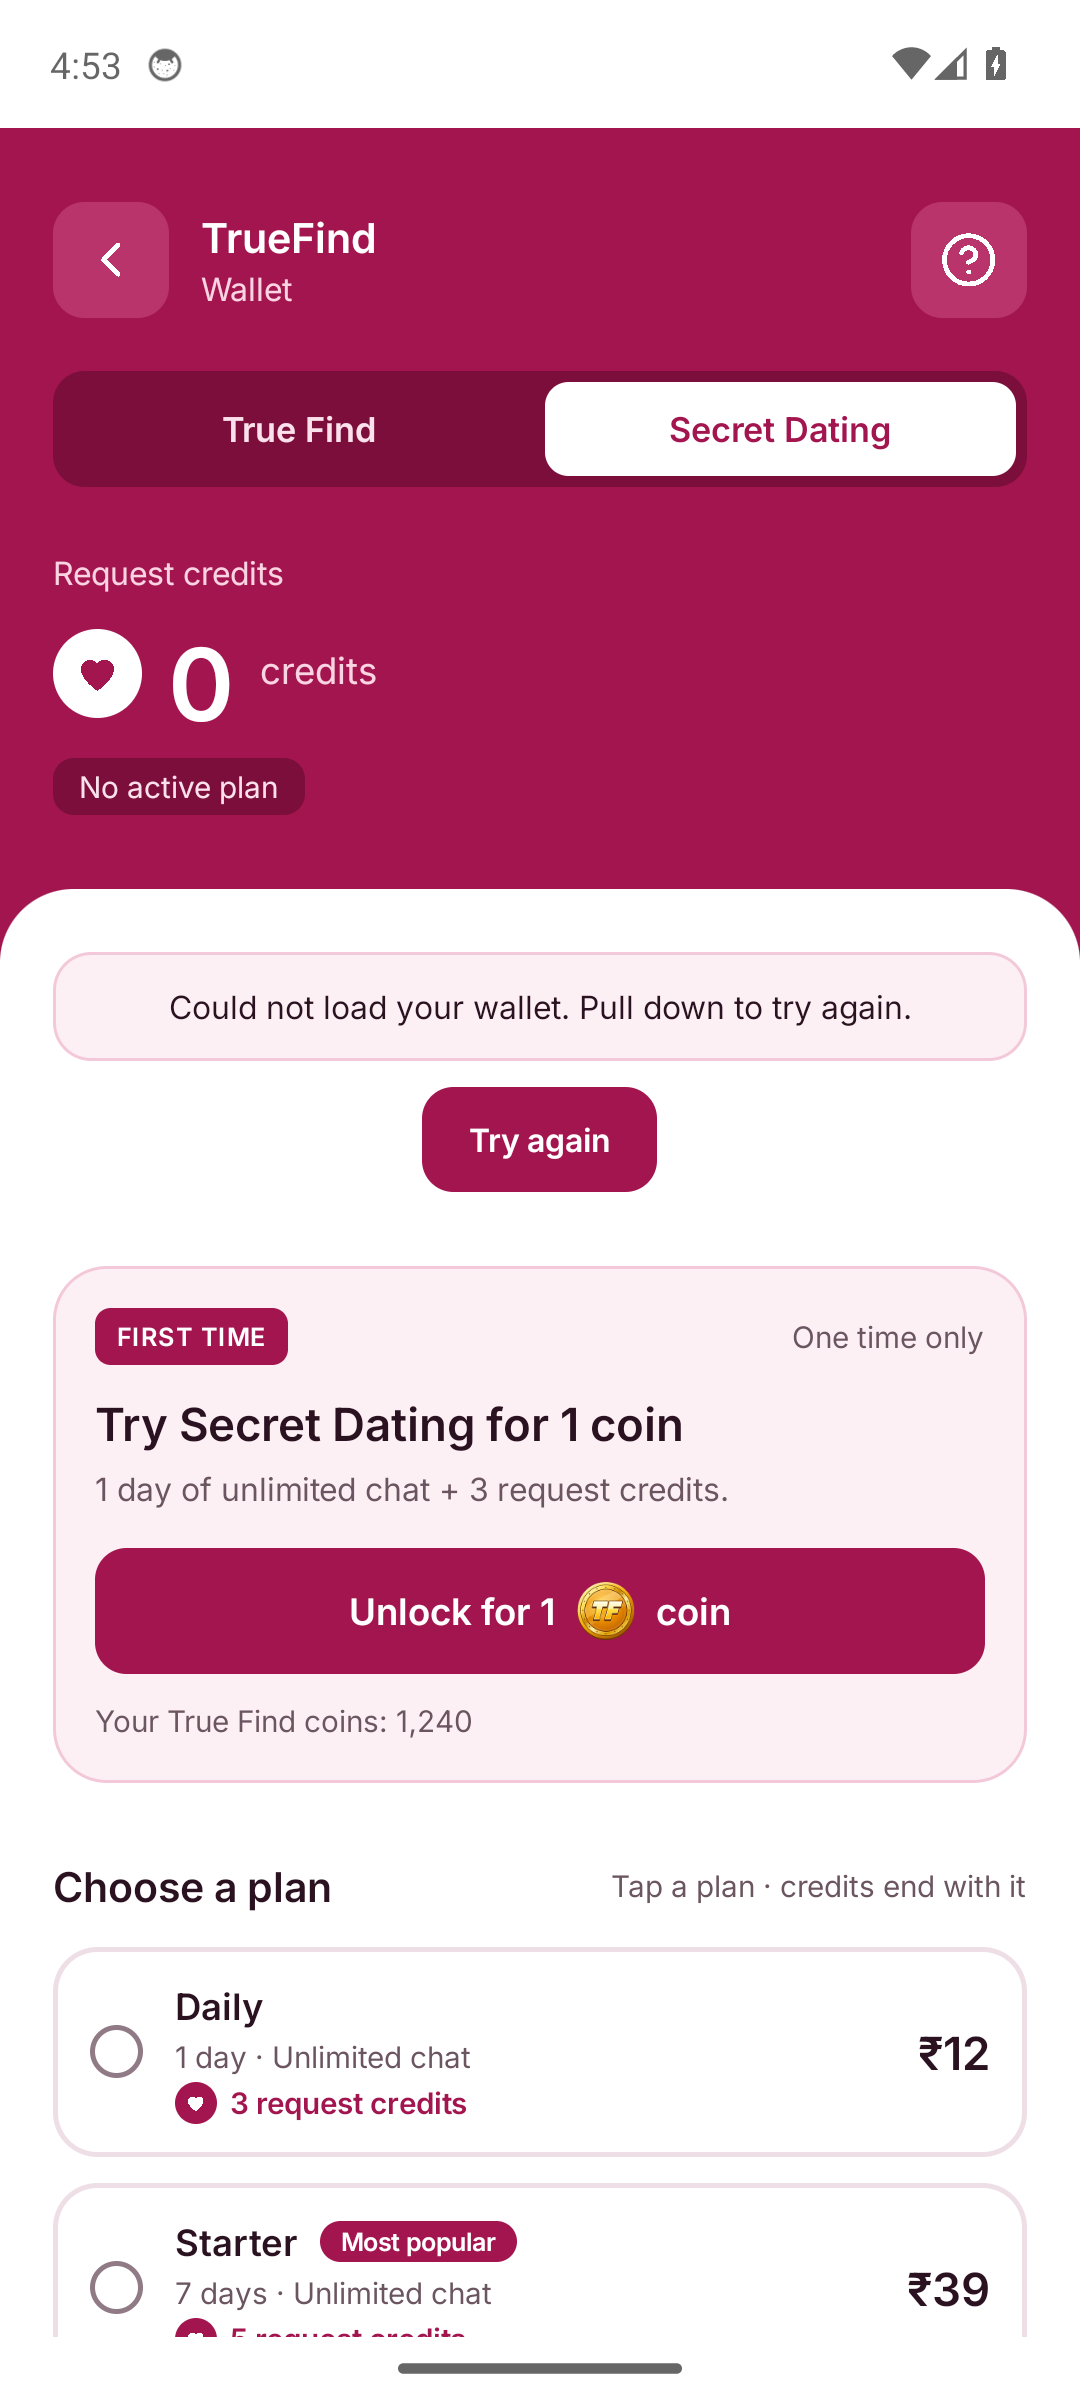 4:53
TrueFind
Wallet
True Find
Secret Dating
Request credits
0 credits
No active plan
Could not load your wallet. Pull down to try again.
Try again
FIRST TIME
One time only
Try Secret Dating for 1 coin
1 day of unlimited chat + 3 request credits.
Unlock for 1 TF coin
Your True Find coins: 1,240
Choose a plan
Tap a plan · credits end with it
Daily
1 day · Unlimited chat
₹12
3 request credits
Starter Most popular
7 days · Unlimited chat
₹39
5 request credits